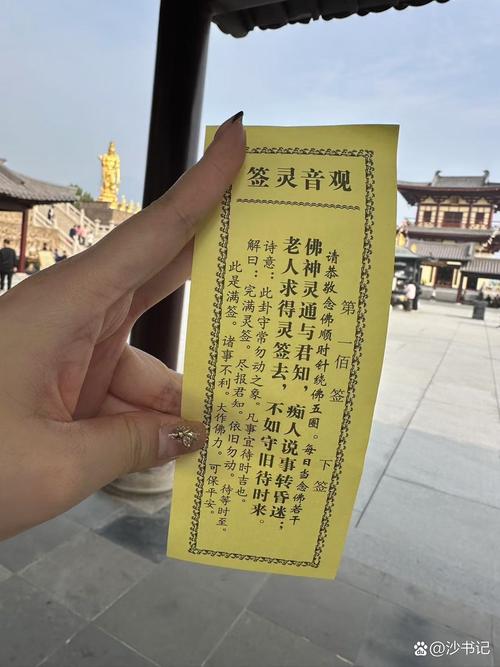 观音灵签
第一佰签 下签
请恭敬念佛顺时针绕佛五圈。每日当念佛若干
佛神灵通与君知，痴人说事转昏迷；
老人求得灵签去，不如守旧待时来。
诗意：此卦守常勿动之象。凡事宜待时吉也。
解曰：完满灵签。尽报君知。依旧勿动。待等时至。
此是满签。诸事不利。大作佛力。可保平安。
@沙书记